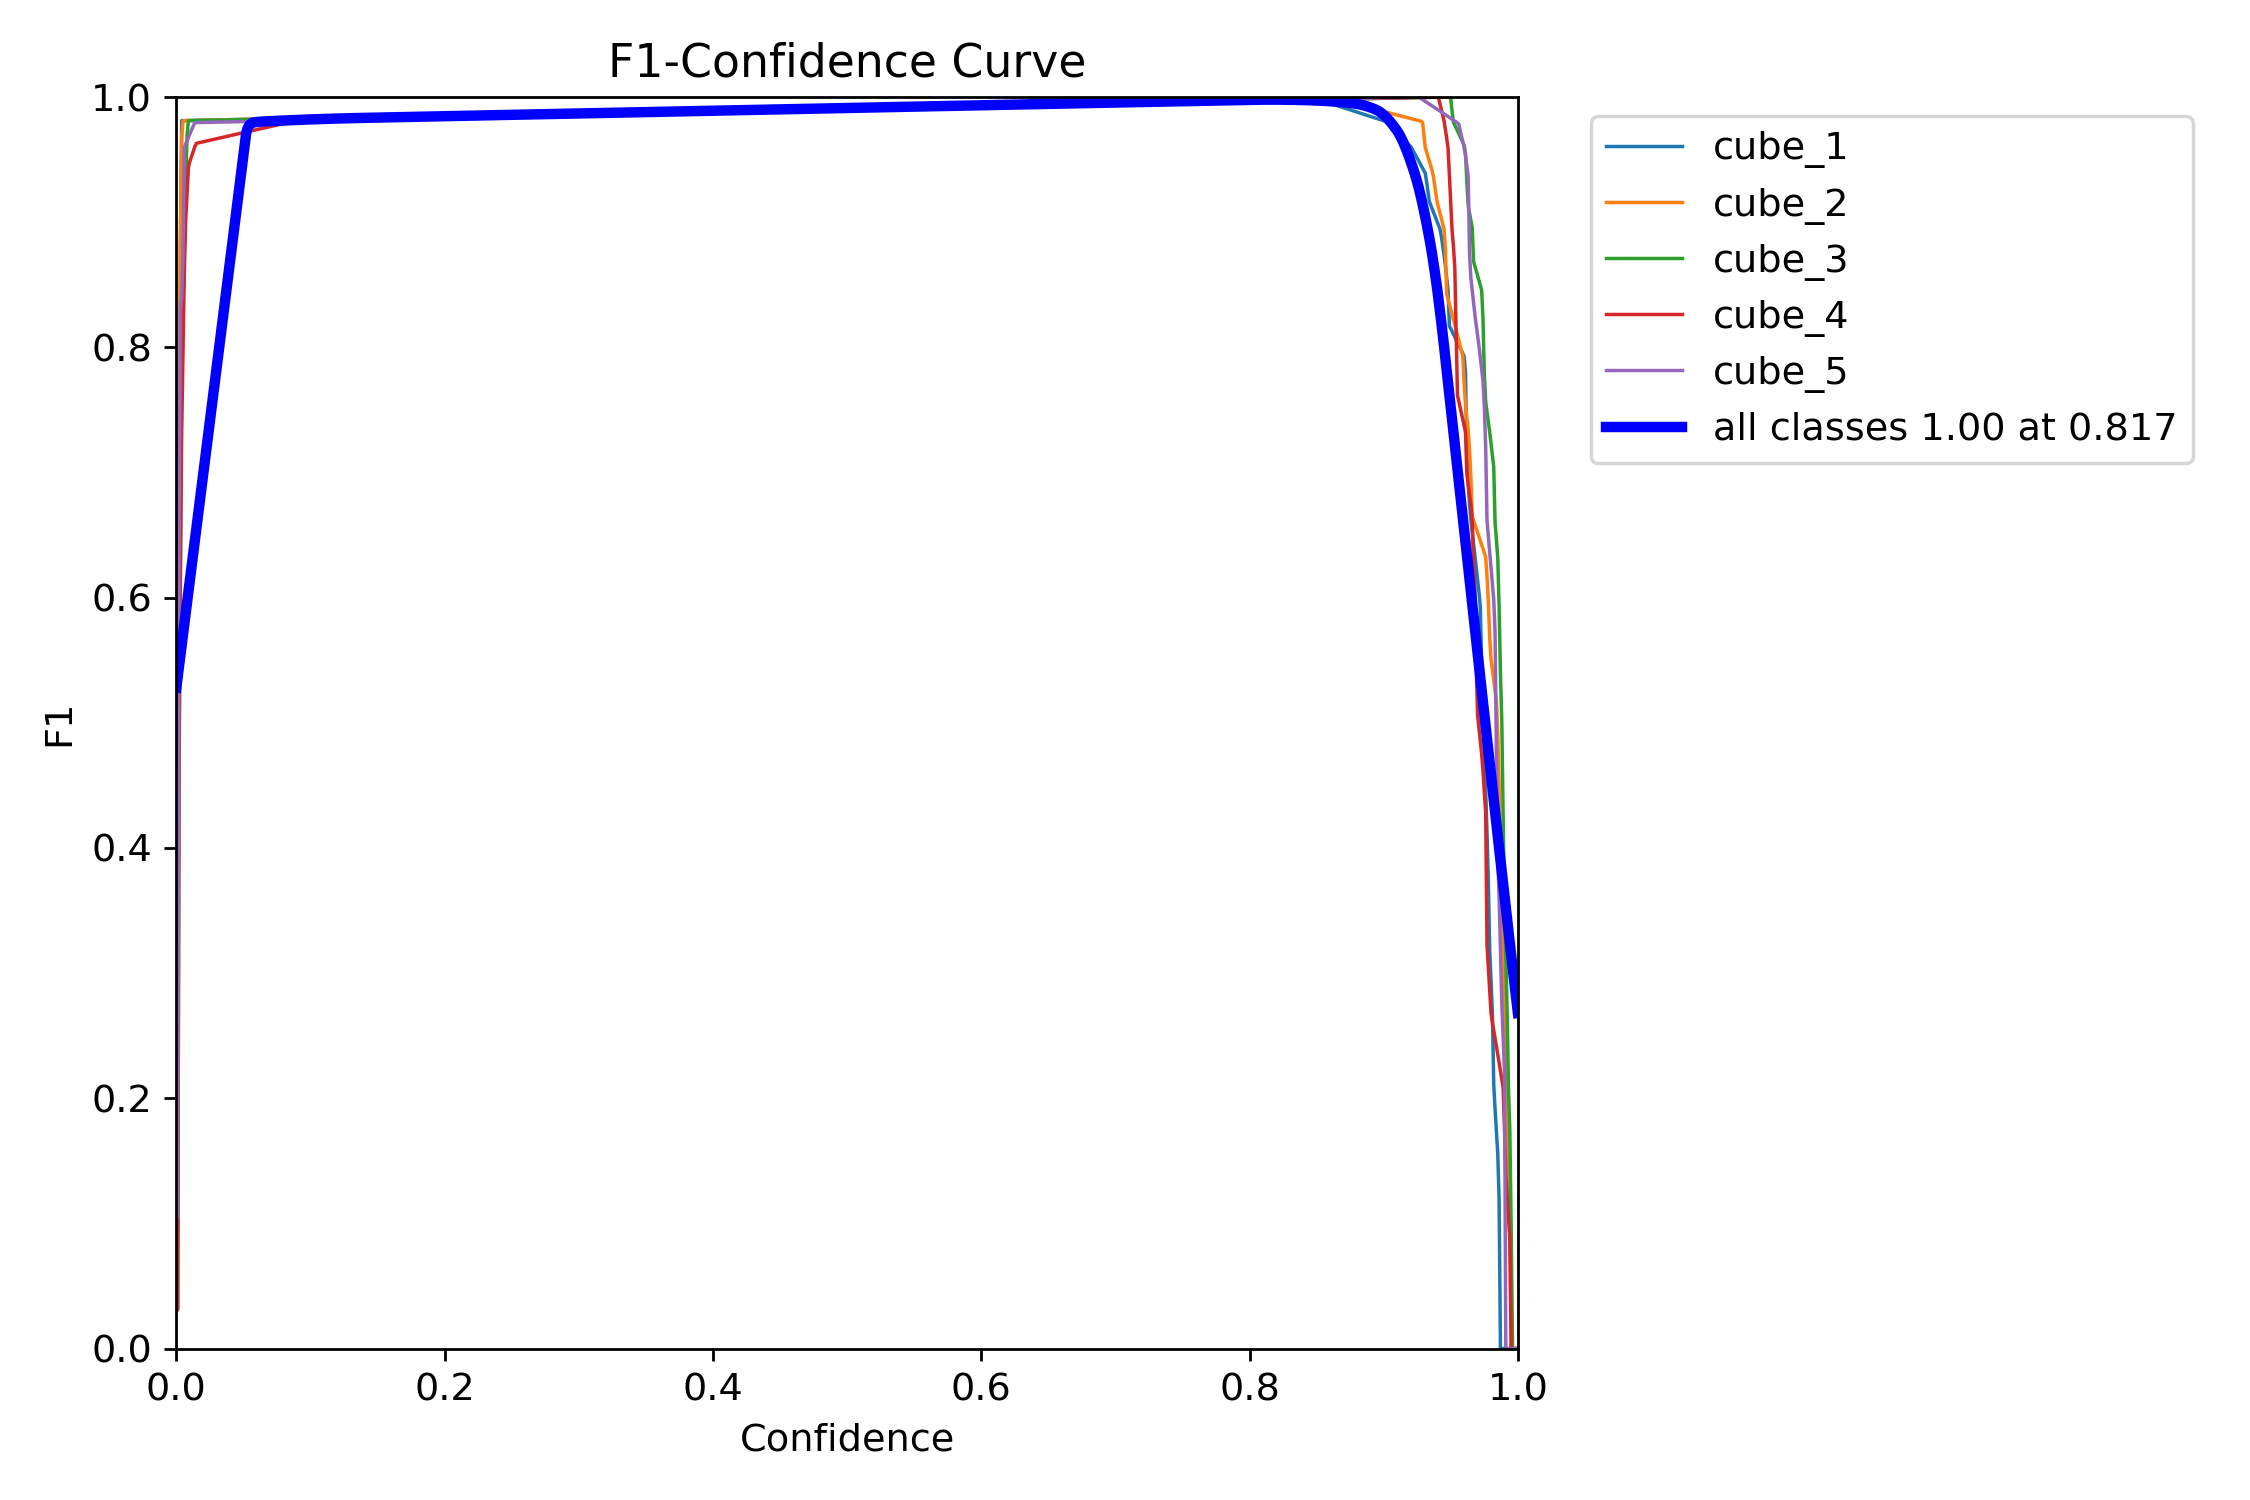 F1-Confidence Curve
1.0
0.8
0.6
0.4
0.2
0.0
F1
0.0 0.2 0.4 0.6 0.8 1.0
Confidence
cube_1
cube_2
cube_3
cube_4
cube_5
all classes 1.00 at 0.817